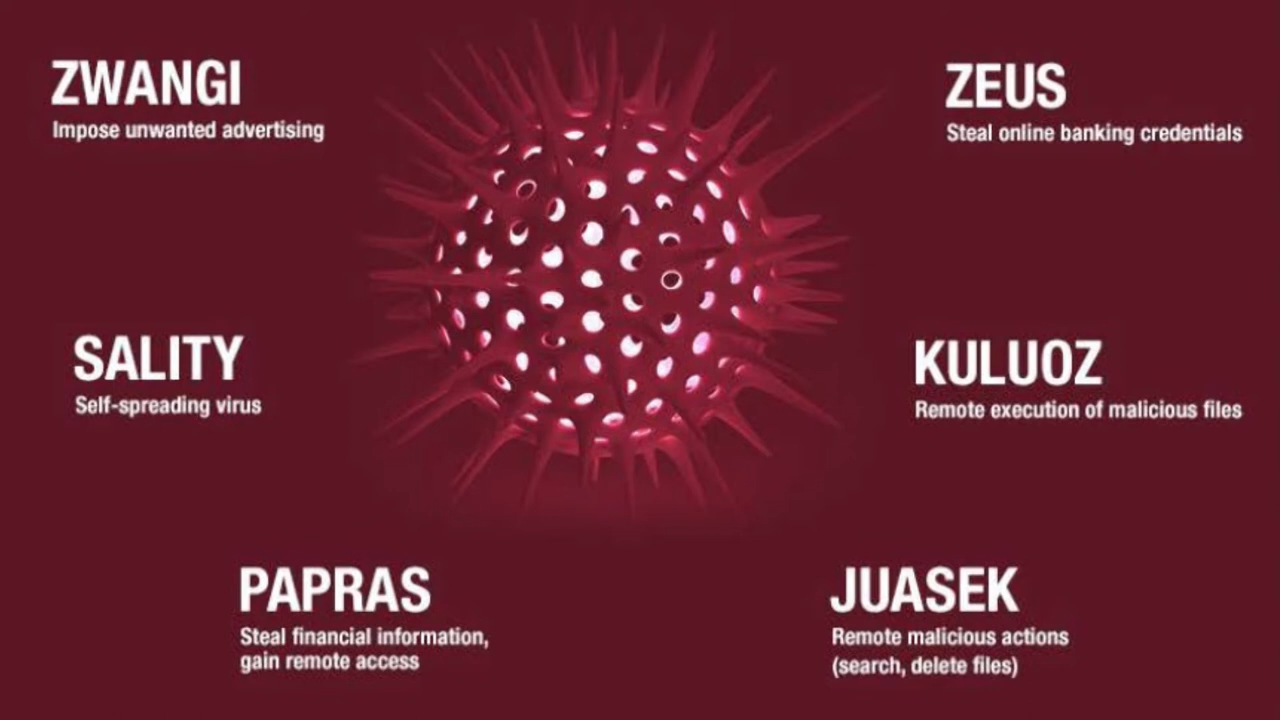 ZWANGI
Impose unwanted advertising
ZEUS
Steal online banking credentials
SALITY
Self-spreading virus
KULUOZ
Remote execution of malicious files
PAPRAS
Steal financial information,
gain remote access
JUASEK
Remote malicious actions
(search, delete files)